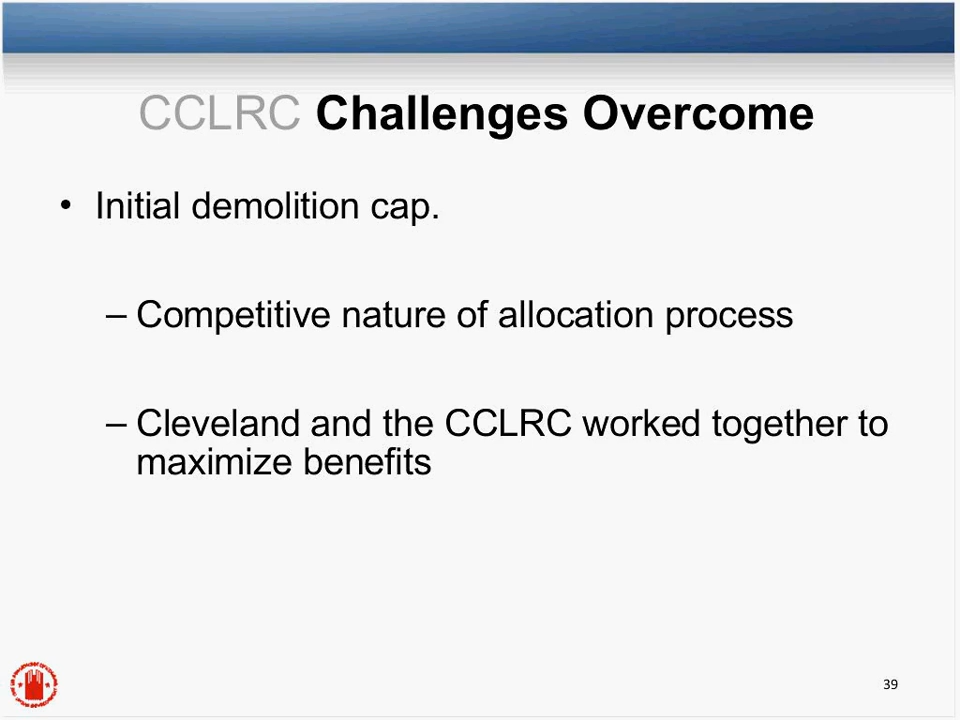 CCLRC Challenges Overcome
• Initial demolition cap.
– Competitive nature of allocation process
– Cleveland and the CCLRC worked together to
maximize benefits
39